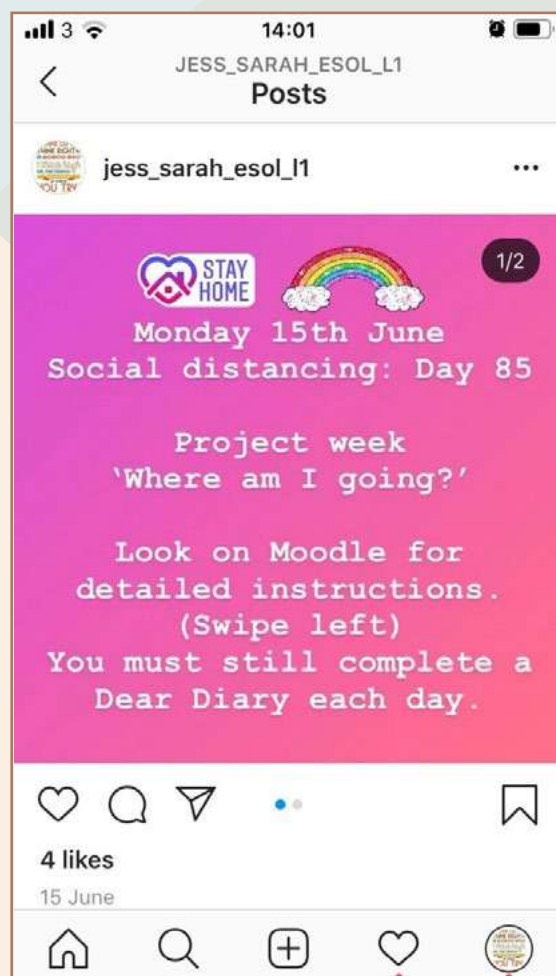 3
14:01
JESS_SARAH_ESOL_L1
Posts
jess_sarah_esol_l1
1/2
STAY
HOME
Monday 15th June
Social distancing: Day 85
Project week
‘Where am I going?’
Look on Moodle for
detailed instructions.
(Swipe left)
You must still complete a
Dear Diary each day.
4 likes
15 June